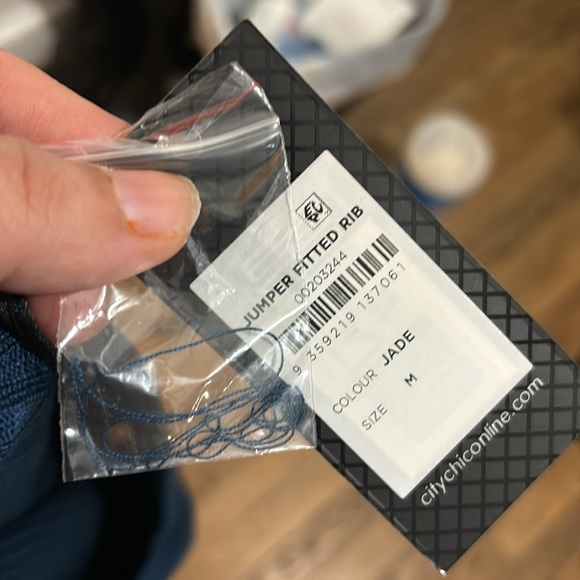 JUMPER FITTED RIB
00203244
9 359219 137061
COLOUR JADE
SIZE M
citychiconline.com